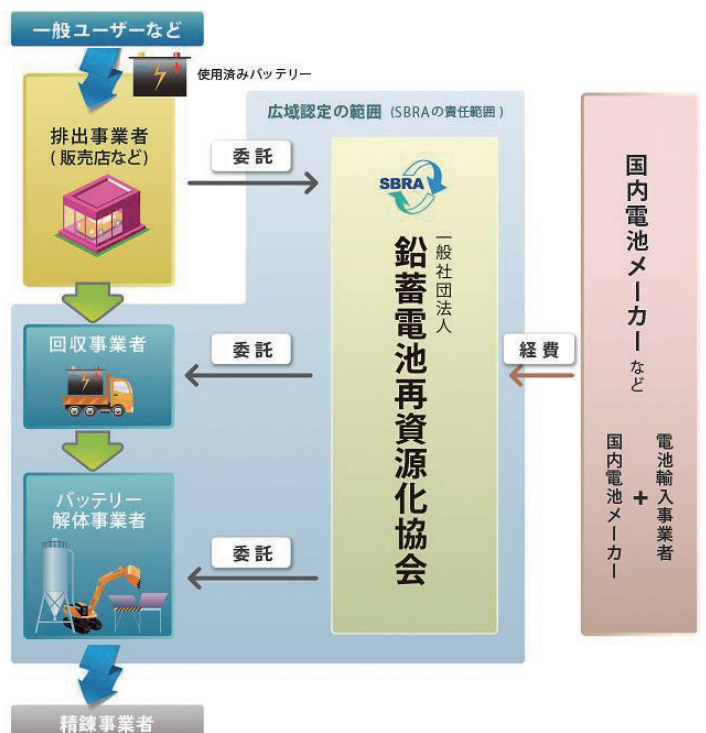 一般ユーザーなど
使用済みバッテリー
排出事業者
(販売店など)
委託
広域認定の範囲 (SBRAの責任範囲)
SBRA
一般社団法人
鉛蓄電池再資源化協会
回収事業者
委託
バッテリー
解体事業者
委託
精錬事業者
経費
国内電池メーカーなど
電池輸入事業者
+
国内電池メーカー